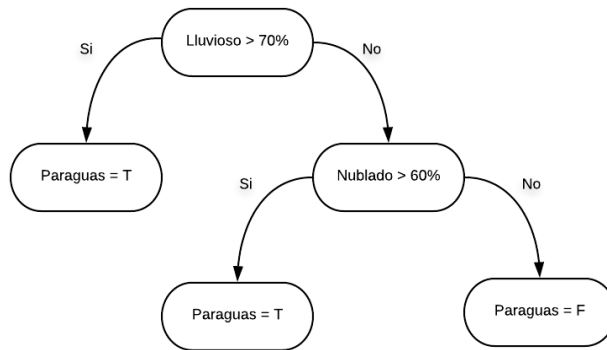 Lluvioso > 70%
Si
No
Paraguas = T
Nublado > 60%
Si
No
Paraguas = T
Paraguas = F